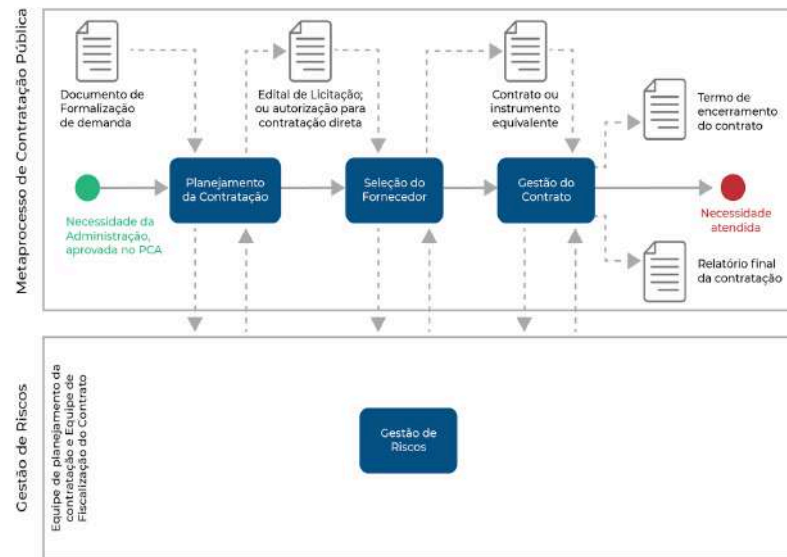 Metaprocesso de Contratação Pública
Documento de
Formalização
de demanda
Edital de Licitação;
ou autorização para
contratação direta
Contrato ou
instrumento
equivalente
Termo de
encerramento
do contrato
Planejamento
da Contratação
Seleção do
Fornecedor
Gestão do
Contrato
Necessidade da
Administração,
aprovada no PCA
Necessidade
atendida
Relatório final
da contratação
Gestão de Riscos
Equipe de planejamento da
contratação e Equipe de
Fiscalização do Contrato
Gestão de
Riscos